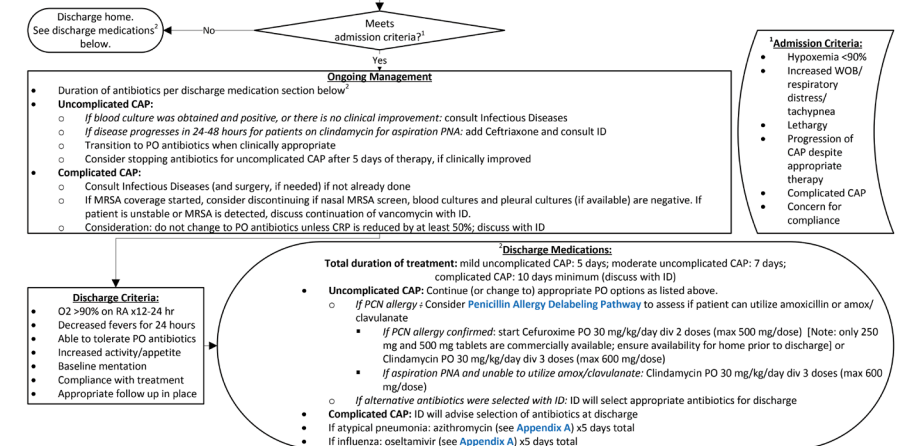 Discharge home.
See discharge medications2
below.
No
Meets
admission criteria?1
Yes
Ongoing Management
• Duration of antibiotics per discharge medication section below2
• Uncomplicated CAP:
o If blood culture was obtained and positive, or there is no clinical improvement: consult Infectious Diseases
o If disease progresses in 24-48 hours for patients on clindamycin for aspiration PNA: add Ceftriaxone and consult ID
o Transition to PO antibiotics when clinically appropriate
o Consider stopping antibiotics for uncomplicated CAP after 5 days of therapy, if clinically improved
• Complicated CAP:
o Consult Infectious Diseases (and surgery, if needed) if not already done
o If MRSA coverage started, consider discontinuing if nasal MRSA screen, blood cultures and pleural cultures (if available) are negative. If
patient is unstable or MRSA is detected, discuss continuation of vancomycin with ID.
o Consideration: do not change to PO antibiotics unless CRP is reduced by at least 50%; discuss with ID
1Admission Criteria:
• Hypoxemia <90%
• Increased WOB/
respiratory
distress/
tachypnea
• Lethargy
• Progression of
CAP despite
appropriate
therapy
• Complicated CAP
• Concern for
compliance
Discharge Criteria:
• O2 >90% on RA x12-24 hr
• Decreased fevers for 24 hours
• Able to tolerate PO antibiotics
• Increased activity/appetite
• Baseline mentation
• Compliance with treatment
• Appropriate follow up in place
2Discharge Medications:
Total duration of treatment: mild uncomplicated CAP: 5 days; moderate uncomplicated CAP: 7 days;
complicated CAP: 10 days minimum (discuss with ID)
• Uncomplicated CAP: Continue (or change to) appropriate PO options as listed above.
o If PCN allergy : Consider Penicillin Allergy Delabeling Pathway to assess if patient can utilize amoxicillin or amox/
clavulanate
▪ If PCN allergy confirmed: start Cefuroxime PO 30 mg/kg/day div 2 doses (max 500 mg/dose) [Note: only 250
mg and 500 mg tablets are commercially available; ensure availability for home prior to discharge] or
Clindamycin PO 30 mg/kg/day div 3 doses (max 600 mg/dose)
▪ If aspiration PNA and unable to utilize amox/clavulanate: Clindamycin PO 30 mg/kg/day div 3 doses (max 600
mg/dose)
o If alternative antibiotics were selected with ID: ID will select appropriate antibiotics for discharge
• Complicated CAP: ID will advise selection of antibiotics at discharge
• If atypical pneumonia: azithromycin (see Appendix A) x5 days total
• If influenza: oseltamivir (see Appendix A) x5 days total